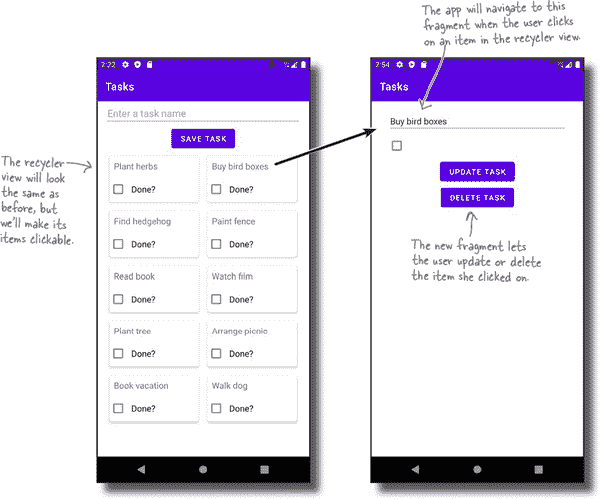 The app will navigate to this
fragment when the user clicks
on an item in the recycler view.
7:22
Tasks
Enter a task name
SAVE TASK
Plant herbs
Done?
Buy bird boxes
Done?
Find hedgehog
Done?
Paint fence
Done?
Read book
Done?
Watch film
Done?
Plant tree
Done?
Arrange picnic
Done?
Book vacation
Done?
Walk dog
Done?
The recycler
view will look
the same as
before, but
we'll make its
items clickable.
7:54
Tasks
Buy bird boxes
UPDATE TASK
DELETE TASK
The new fragment lets
the user update or delete
the item she clicked on.